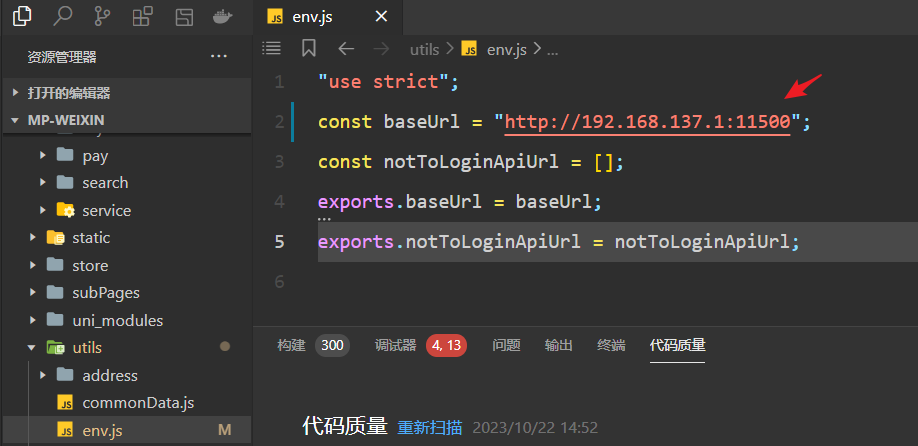 JS env.js
资源管理器 ···
utils > JS env.js > ...
打开的编辑器
MP-WEIXIN
pay
search
service
static
store
subPages
uni_modules
utils
address
JS commonData.js
JS env.js M
1 "use strict";
2 const baseUrl = "http://192.168.137.1:11500";
3 const notToLoginApiUrl = [];
4 exports.baseUrl = baseUrl;
5 exports.notToLoginApiUrl = notToLoginApiUrl;
6
构建 300 调试器 4, 13 问题 输出 终端 代码质量
代码质量 重新扫描 2023/10/22 14:52